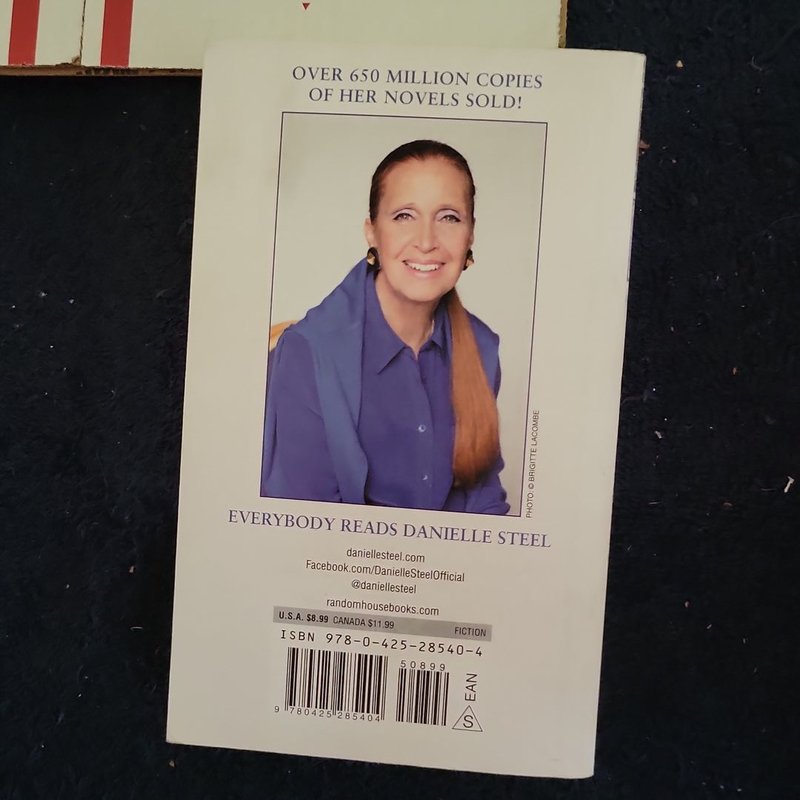 OVER 650 MILLION COPIES
OF HER NOVELS SOLD!
PHOTO: © BRIGITTE LACOMBE
EVERYBODY READS DANIELLE STEEL
daniellesteel.com
Facebook.com/DanielleSteelOfficial
@daniellesteel
randomhousebooks.com
U.S.A. $8.99 CANADA $11.99 FICTION
ISBN 978-0-425-28540-4
50899
9 780425 285404
S EAN